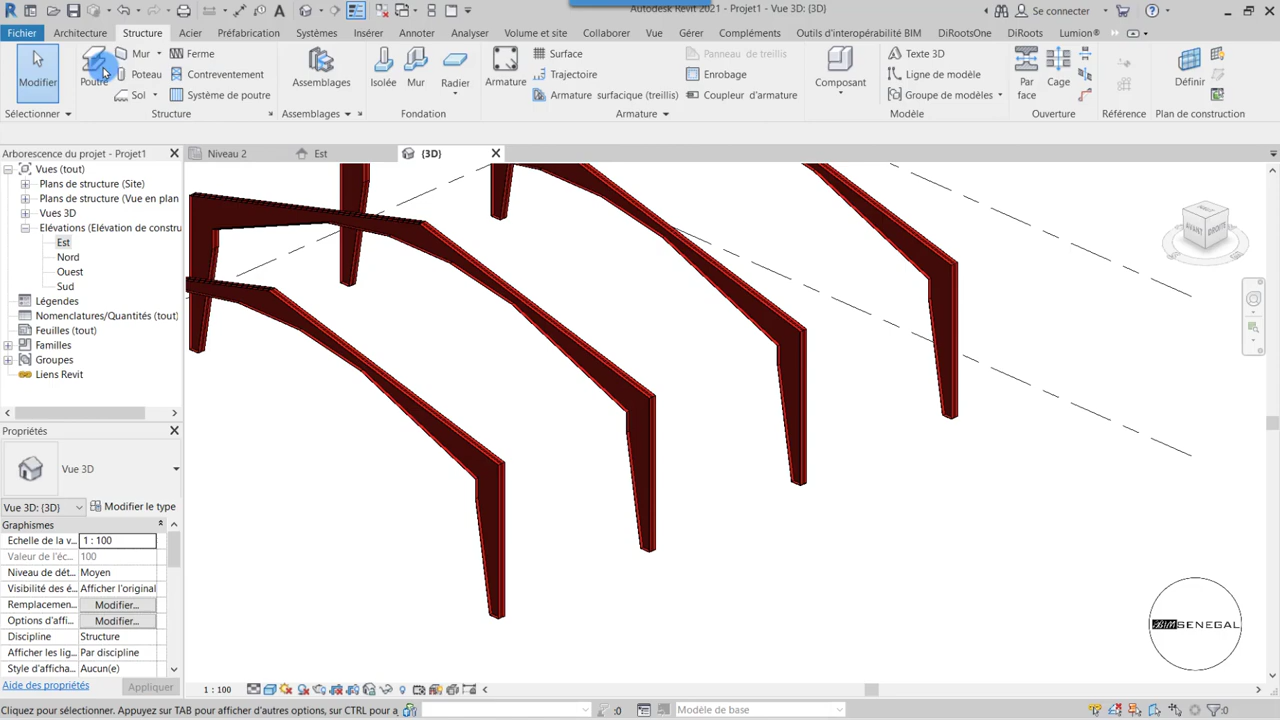 Autodesk Revit 2021 - Projet1 - Vue 3D: {3D}
Se connecter
Fichier Architecture Structure Acier Préfabrication Systèmes Insérer Annoter Analyser Volume et site Collaborer Vue Gérer Compléments Outils d'interopérabilité BIM DiRootsOne DiRoots Lumion®
Modifier
Poutre
Mur
Poteau
Sol
Ferme
Contreventement
Système de poutre
Assemblages
Isolée
Mur
Radier
Armature
Surface
Trajectoire
Armature surfacique (treillis)
Panneau de treillis
Enrobage
Coupleur d'armature
Composant
Texte 3D
Ligne de modèle
Groupe de modèles
Par face
Cage
Définir
Sélectionner Structure Assemblages Fondation Armature Modèle Ouverture Référence Plan de construction
Arborescence du projet - Projet1
Niveau 2
Est
{3D}
Vues (tout)
Plans de structure (Site)
Plans de structure (Vue en plan
Vues 3D
Elévations (Elévation de constru
Est
Nord
Ouest
Sud
Légendes
Nomenclatures/Quantités (tout)
Feuilles (tout)
Familles
Groupes
Liens Revit
AVANT
DROITE
Propriétés
Vue 3D
Vue 3D: {3D}
Modifier le type
Graphismes
Echelle de la v... 1 : 100
Valeur de l'éc... 100
Niveau de dét... Moyen
Visibilité des é... Afficher l'original
Remplacemen... Modifier...
Options d'affi... Modifier...
Discipline Structure
Afficher les lig... Par discipline
Style d'afficha... Aucun(e)
Aide des propriétés
Appliquer
BIMSENEGAL
1 : 100
Cliquez pour sélectionner. Appuyez sur TAB pour afficher d'autres options, sur CTRL pour a
:0
Modèle de base
:0